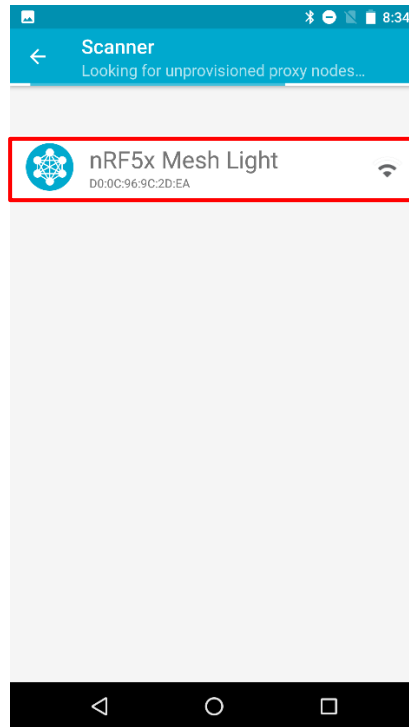 8:34
Scanner
Looking for unprovisioned proxy nodes…
nRF5x Mesh Light
D0:0C:96:9C:2D:EA